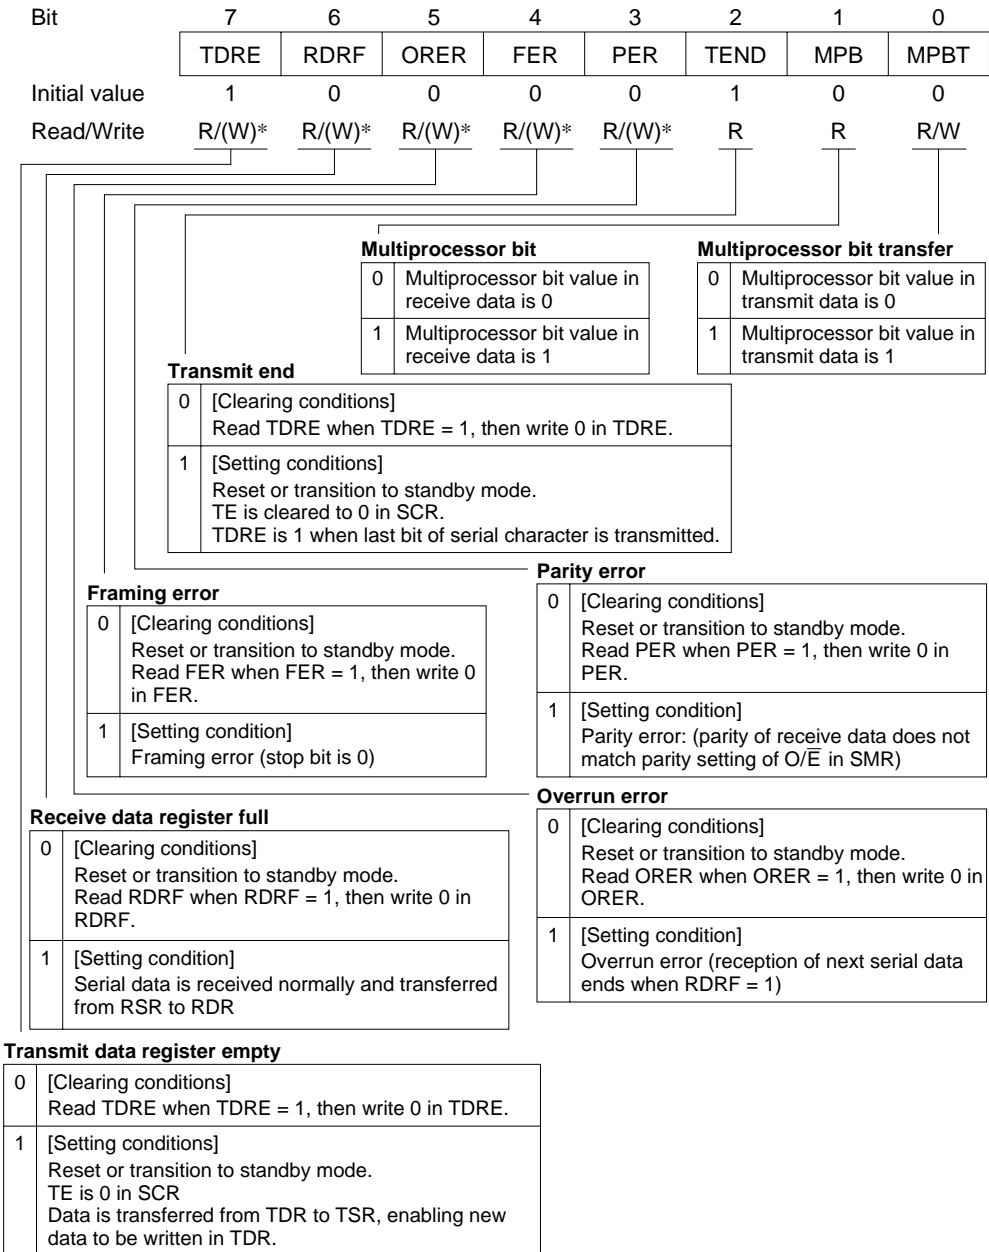 Bit 7 6 5 4 3 2 1 0
TDRE RDRF ORER FER PER TEND MPB MPBT
Initial value 1 0 0 0 0 1 0 0
Read/Write R/(W)* R/(W)* R/(W)* R/(W)* R/(W)* R R R/W
Multiprocessor bit
0 Multiprocessor bit value in
receive data is 0
1 Multiprocessor bit value in
receive data is 1
Multiprocessor bit transfer
0 Multiprocessor bit value in
transmit data is 0
1 Multiprocessor bit value in
transmit data is 1
Transmit end
0 [Clearing conditions]
Read TDRE when TDRE = 1, then write 0 in TDRE.
1 [Setting conditions]
Reset or transition to standby mode.
TE is cleared to 0 in SCR.
TDRE is 1 when last bit of serial character is transmitted.
Parity error
0 [Clearing conditions]
Reset or transition to standby mode.
Read PER when PER = 1, then write 0 in
PER.
1 [Setting condition]
Parity error: (parity of receive data does not
match parity setting of O/E̅ in SMR)
Framing error
0 [Clearing conditions]
Reset or transition to standby mode.
Read FER when FER = 1, then write 0
in FER.
1 [Setting condition]
Framing error (stop bit is 0)
Overrun error
0 [Clearing conditions]
Reset or transition to standby mode.
Read ORER when ORER = 1, then write 0 in
ORER.
1 [Setting condition]
Overrun error (reception of next serial data
ends when RDRF = 1)
Receive data register full
0 [Clearing conditions]
Reset or transition to standby mode.
Read RDRF when RDRF = 1, then write 0 in
RDRF.
1 [Setting condition]
Serial data is received normally and transferred
from RSR to RDR
Transmit data register empty
0 [Clearing conditions]
Read TDRE when TDRE = 1, then write 0 in TDRE.
1 [Setting conditions]
Reset or transition to standby mode.
TE is 0 in SCR
Data is transferred from TDR to TSR, enabling new
data to be written in TDR.